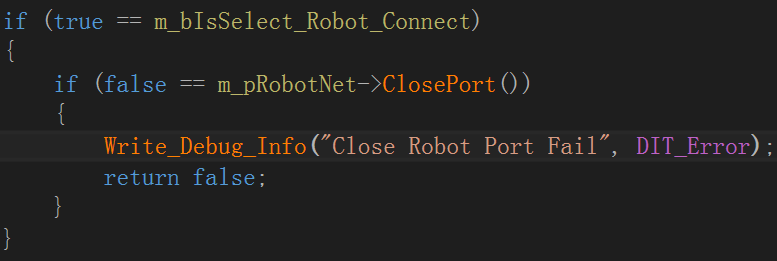 if (true == m_bIsSelect_Robot_Connect)
{
    if (false == m_pRobotNet->ClosePort())
    {
        Write_Debug_Info("Close Robot Port Fail", DIT_Error);
        return false;
    }
}